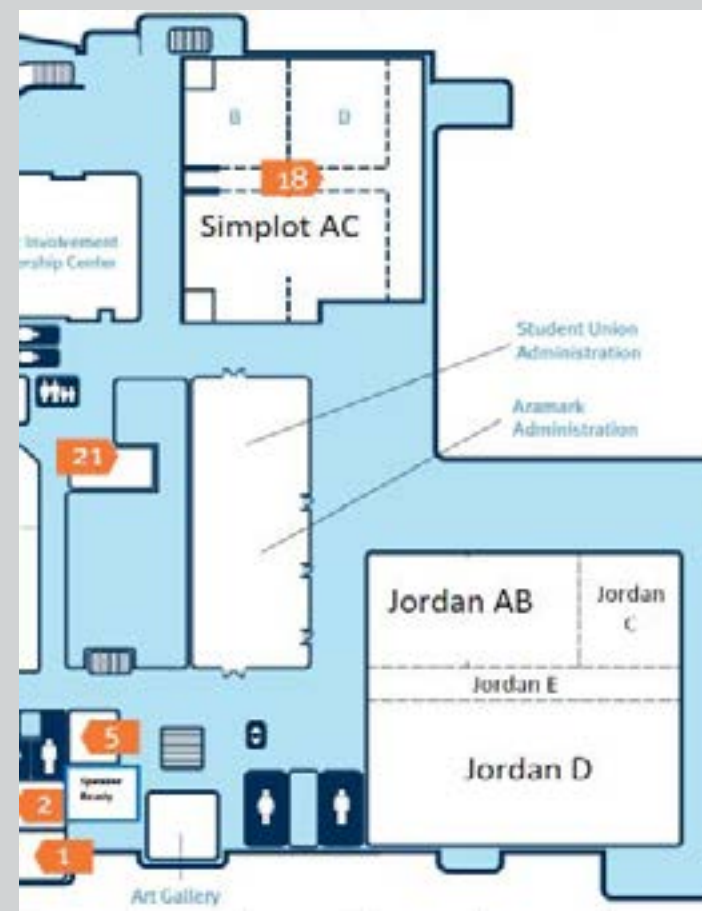 B
D
18
Simplot AC
Involvement
ership Center
Student Union
Administration
Aramark
Administration
21
Jordan AB
Jordan
C
Jordan E
5
Jordan D
2
Ready
1
Art Gallery